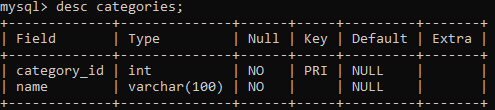 mysql> desc categories;
+-------------+--------------+------+-----+---------+-------+
| Field       | Type         | Null | Key | Default | Extra |
+-------------+--------------+------+-----+---------+-------+
| category_id | int          | NO   | PRI | NULL    |       |
| name        | varchar(100) | NO   |     | NULL    |       |
+-------------+--------------+------+-----+---------+-------+